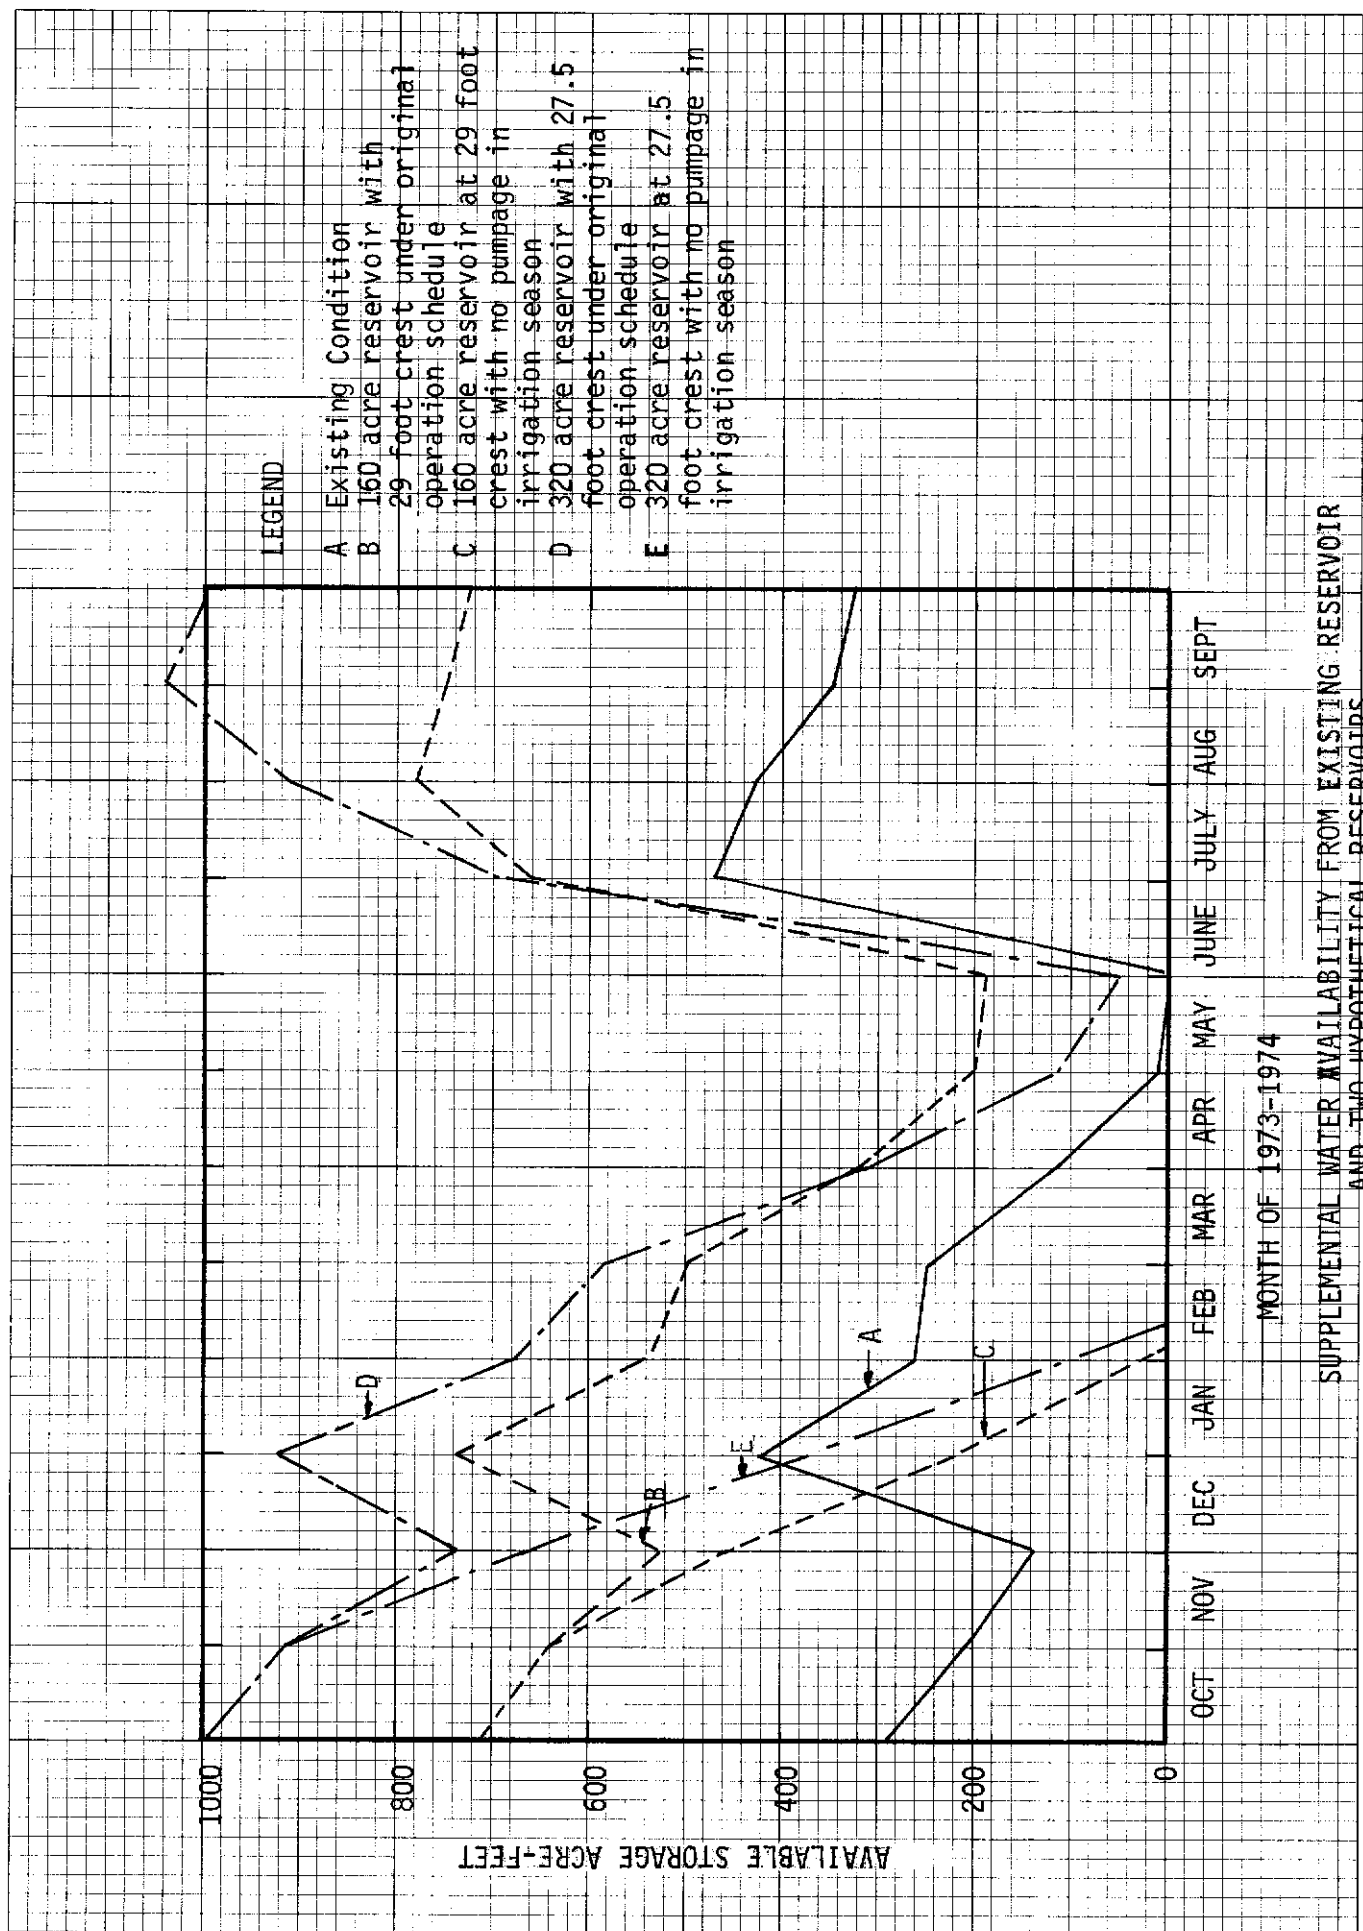 LEGEND
A Existing Condition
B 160 acre reservoir with
29 foot crest under original
operation schedule
C 160 acre reservoir at 29 foot
crest with no pumpage in
irrigation season
D 320 acre reservoir with 27.5
foot crest under original
operation schedule
E 320 acre reservoir at 27.5
foot crest with no pumpage in
irrigation season
AVAILABLE STORAGE ACRE-FEET
1000
800
600
400
200
0
D
B
E
A
C
OCT NOV DEC JAN FEB MAR APR MAY JUNE JULY AUG SEPT
MONTH OF 1973-1974
SUPPLEMENTAL WATER AVAILABILITY FROM EXISTING RESERVOIR
AND TWO HYPOTHETICAL RESERVOIRS